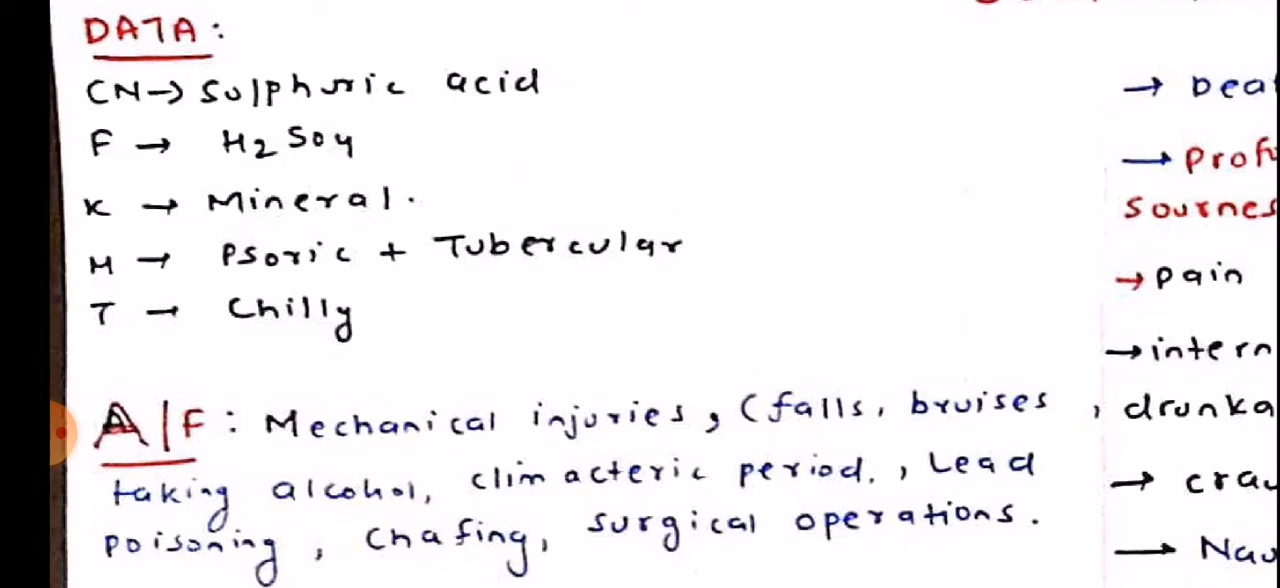 DATA:
CN→ Sulphuric acid
F → H2So4
K → Mineral.
M → Psoric + Tubercular
T → Chilly
A/F: Mechanical injuries, (falls, bruises,
taking alcohol, climacteric period., Lead
poisoning, Chafing, surgical operations.
→
→
→ pain
→
→
→